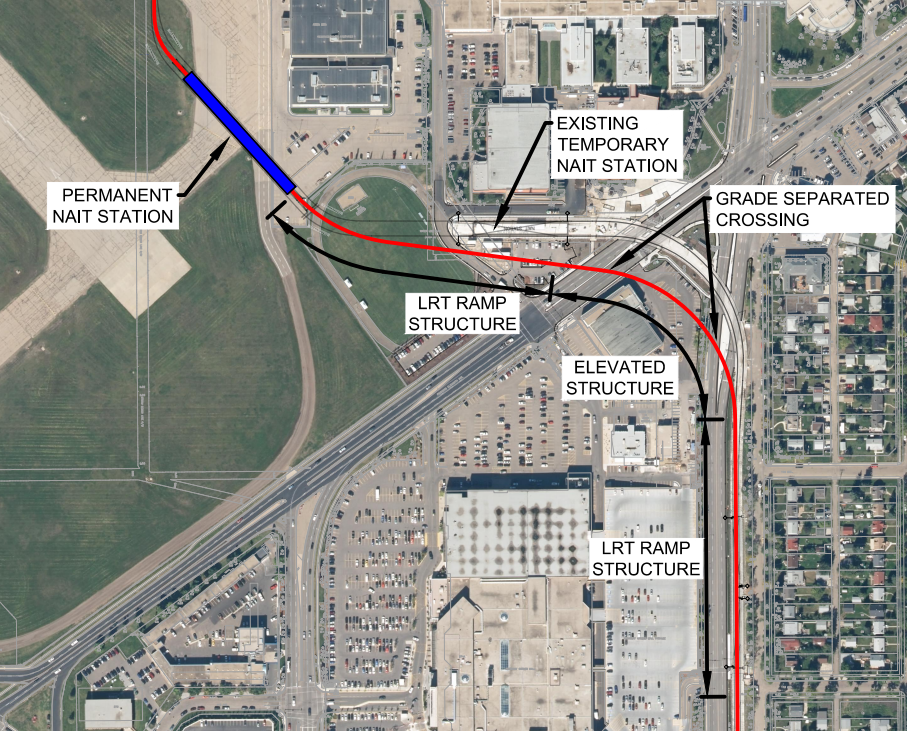 EXISTING
TEMPORARY
NAIT STATION
PERMANENT
NAIT STATION
GRADE SEPARATED
CROSSING
LRT RAMP
STRUCTURE
ELEVATED
STRUCTURE
LRT RAMP
STRUCTURE